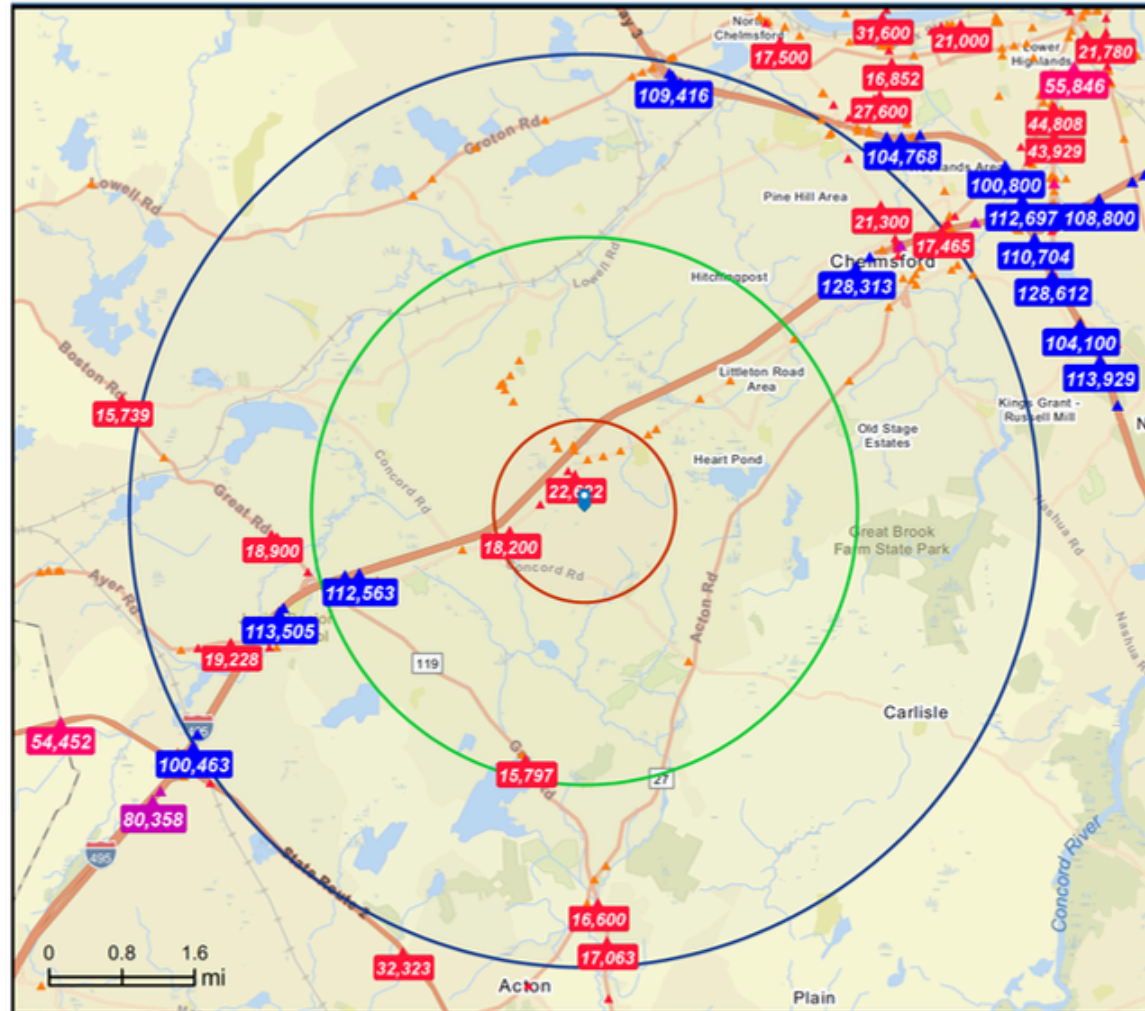 North
Chelmsford
17,500
31,600
21,000
Lower
Highlands
21,780
16,852
55,846
109,416
27,600
44,808
43,929
Groton Rd
104,768
100,800
Lowell Rd
Pine Hill Area
21,300
112,697
108,800
17,465
Chelmsford
110,704
Lowell Rd
Hitchingpost
128,313
128,612
104,100
Boston Rd
Littleton Road
Area
113,929
15,739
Kings Grant -
Russell Mill
N
Old Stage
Estates
Concord Rd
Heart Pond
22,622
Great Rd
Nashua Rd
18,900
18,200
Great Brook
Farm State Park
Concord Rd
Ayer Rd
112,563
Acton Rd
113,505
Nashua R
19,228
119
Carlisle
495
54,452
100,463
15,797
27
80,358
495
State Route 2
Concord River
16,600
17,063
0 0.8 1.6
mi
32,323
Acton
Plain